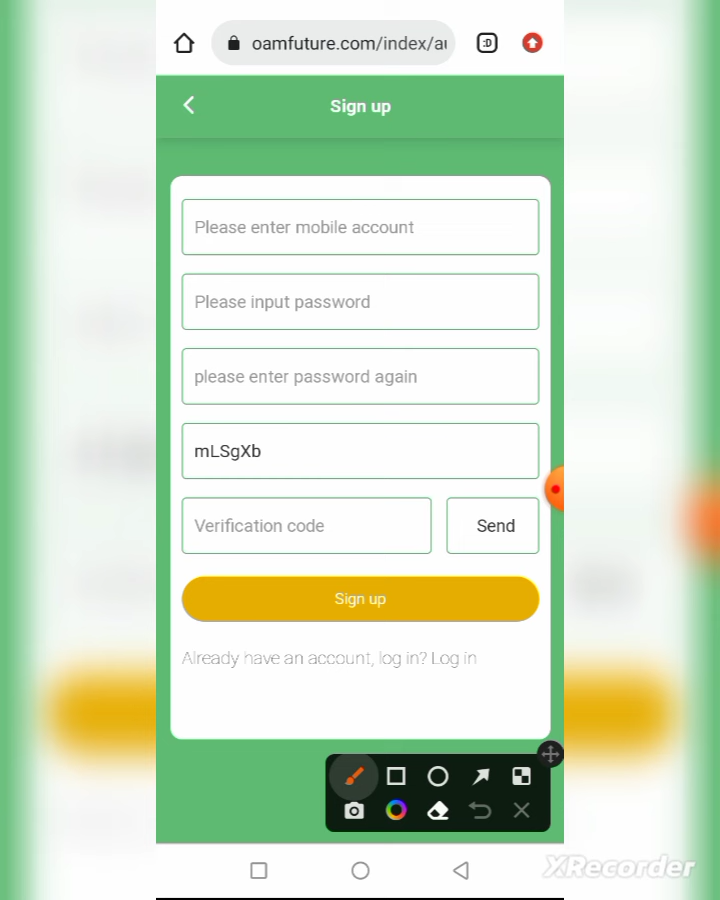 oamfuture.com/index/au
:D
Sign up
Please enter mobile account
Please input password
please enter password again
mLSgXb
Verification code
Send
Sign up
Already have an account, log in? Log in
XRecorder